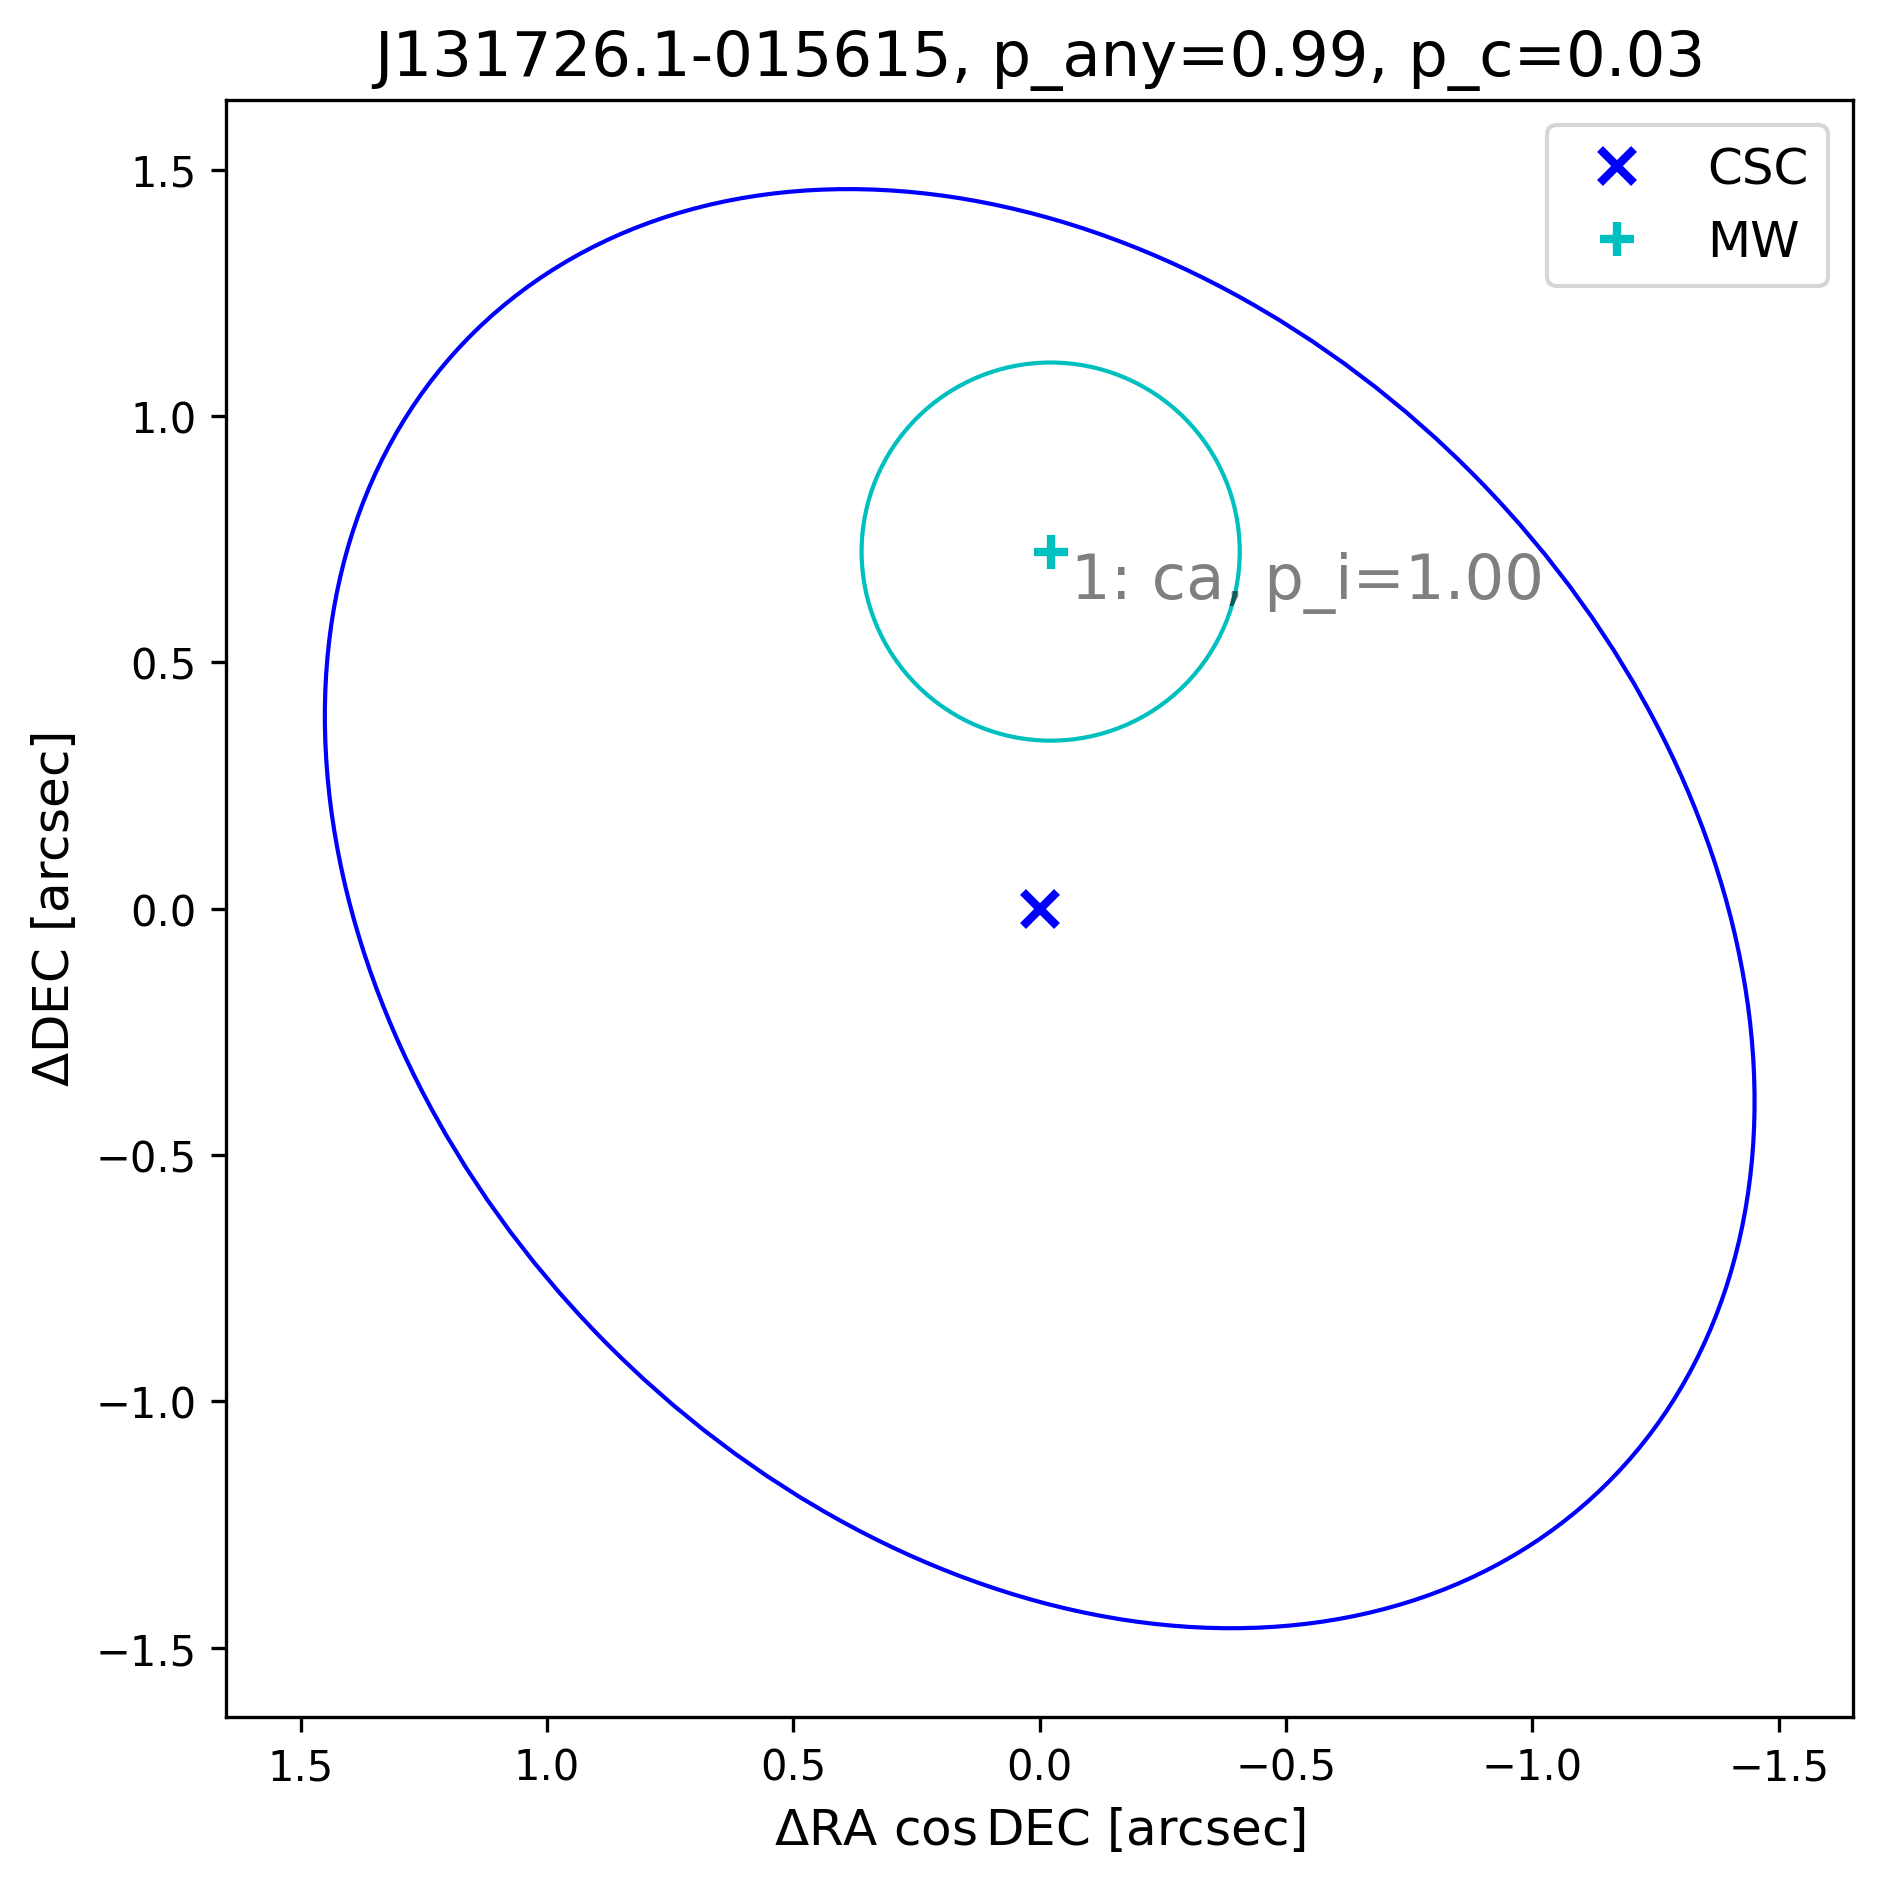 J131726.1-015615, p_any=0.99, p_c=0.03
CSC
MW
1: ca, p_i=1.00
1.5
1.0
0.5
0.0
−0.5
−1.0
−1.5
ΔDEC [arcsec]
1.5 1.0 0.5 0.0 −0.5 −1.0 −1.5
ΔRA cos DEC [arcsec]